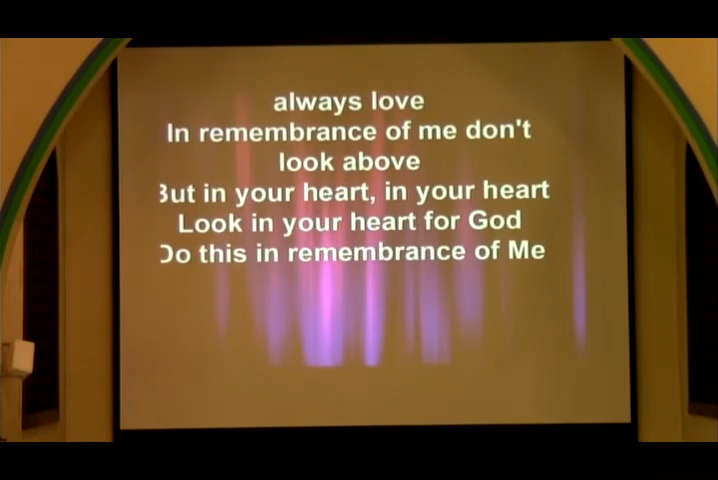 always love
In remembrance of me don't
look above
But in your heart, in your heart
Look in your heart for God
Do this in remembrance of Me